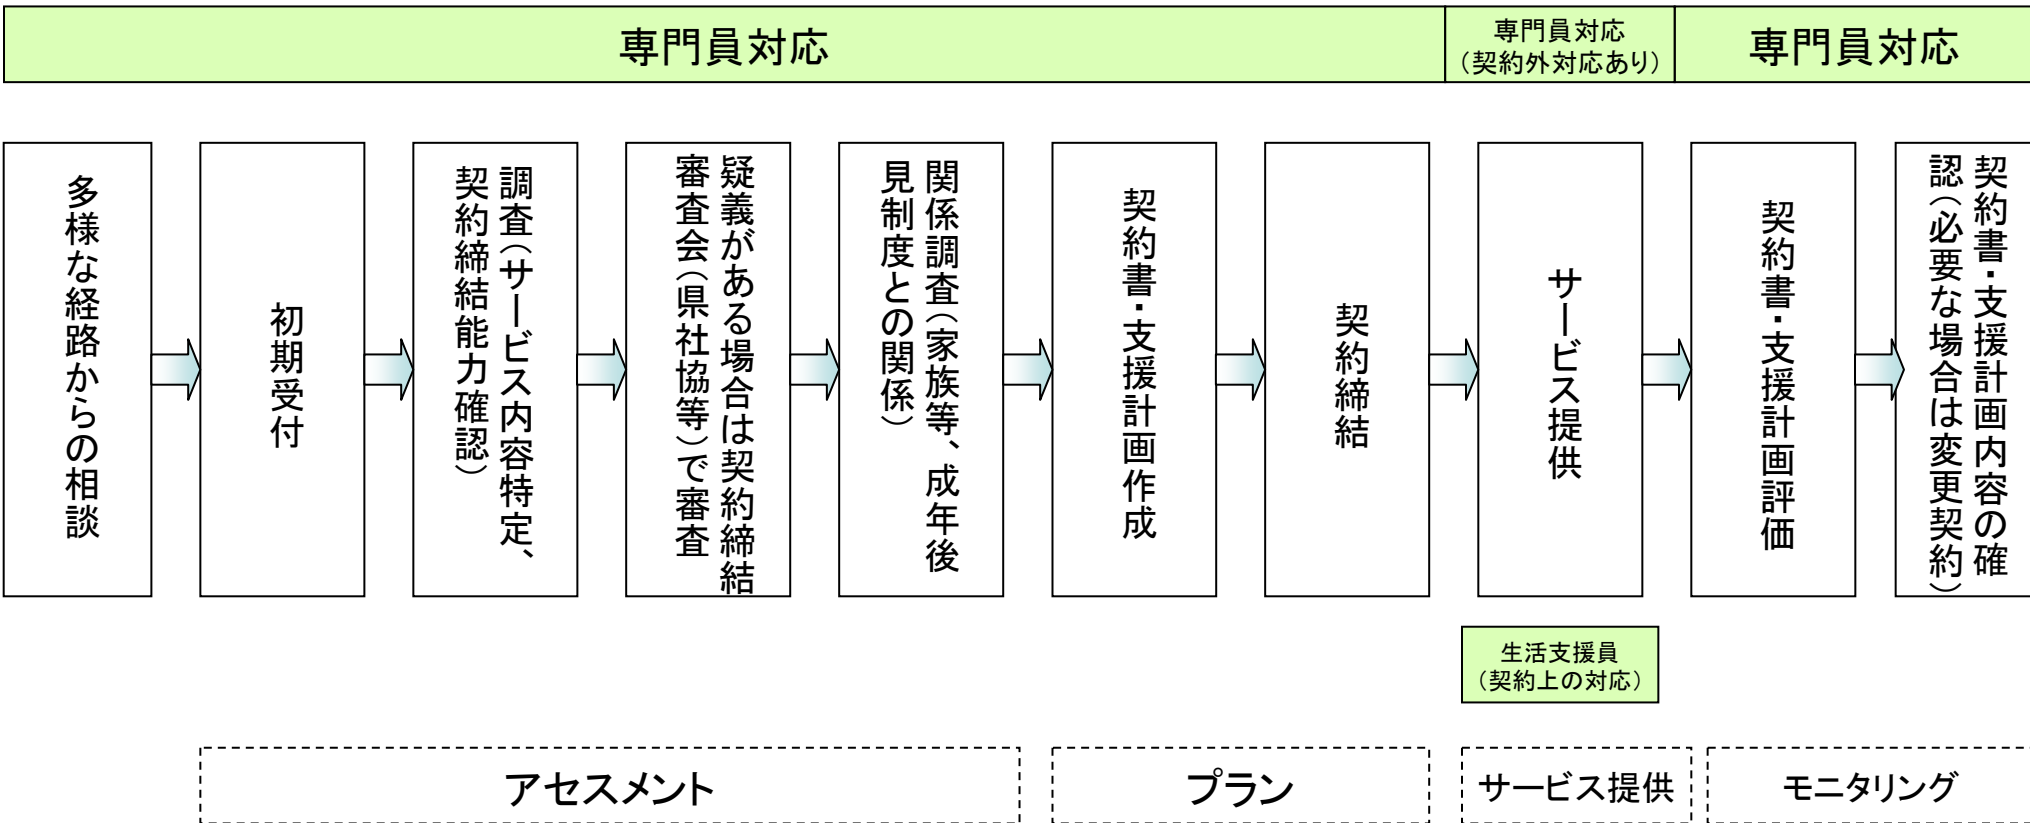 専門員対応
専門員対応
（契約外対応あり）
専門員対応
多様な経路からの相談
初期受付
調査（サービス内容特定、
契約締結能力確認）
疑義がある場合は契約締結
審査会（県社協等）で審査
関係調査（家族等、成年後
見制度との関係）
契約書・支援計画作成
契約締結
サービス提供
契約書・支援計画評価
契約書・支援計画内容の確
認（必要な場合は変更契約）
生活支援員
（契約上の対応）
アセスメント
プラン
サービス提供
モニタリング